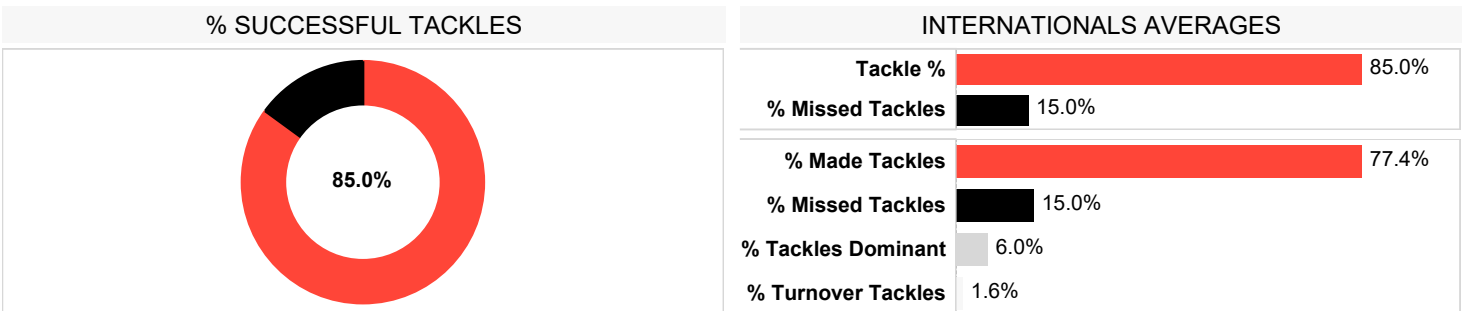 % SUCCESSFUL TACKLES
85.0%
INTERNATIONALS AVERAGES
Tackle % 85.0%
% Missed Tackles 15.0%
% Made Tackles 77.4%
% Missed Tackles 15.0%
% Tackles Dominant 6.0%
% Turnover Tackles 1.6%